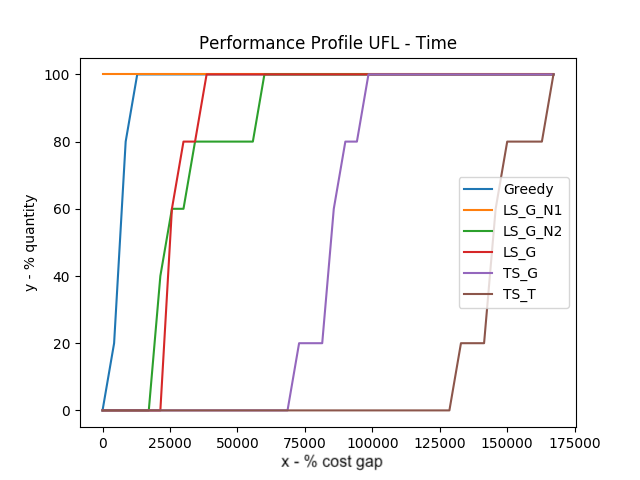 Performance Profile UFL - Time
y - % quantity
100
80
60
40
20
0
Greedy
LS_G_N1
LS_G_N2
LS_G
TS_G
TS_T
0 25000 50000 75000 100000 125000 150000 175000
x - % cost gap